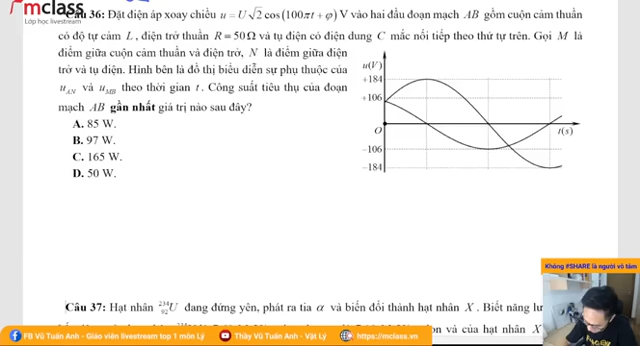 mclass
Lớp học livestream
Câu 36: Đặt điện áp xoay chiều u = U√2 cos(100πt + φ) V vào hai đầu đoạn mạch AB gồm cuộn cảm thuần
có độ tự cảm L , điện trở thuần R = 50Ω và tụ điện có điện dung C mắc nối tiếp theo thứ tự trên. Gọi M là
điểm giữa cuộn cảm thuần và điện trở, N là điểm giữa điện
trở và tụ điện. Hình bên là đồ thị biểu diễn sự phụ thuộc của
u_AN và u_MB theo thời gian t . Công suất tiêu thụ của đoạn
mạch AB gần nhất giá trị nào sau đây?
A. 85 W.
B. 97 W.
C. 165 W.
D. 50 W.
u(V)
+184
+106
O
t(s)
−106
−184
Không #SHARE là người vô tâm
Câu 37: Hạt nhân ²³⁴₉₂U đang đứng yên, phát ra tia α và biến đổi thành hạt nhân X . Biết năng lư
on và của hạt nhân X
FB Vũ Tuấn Anh - Giáo viên livestream top 1 môn Lý
Thầy Vũ Tuấn Anh - Vật Lý
https://mclass.vn